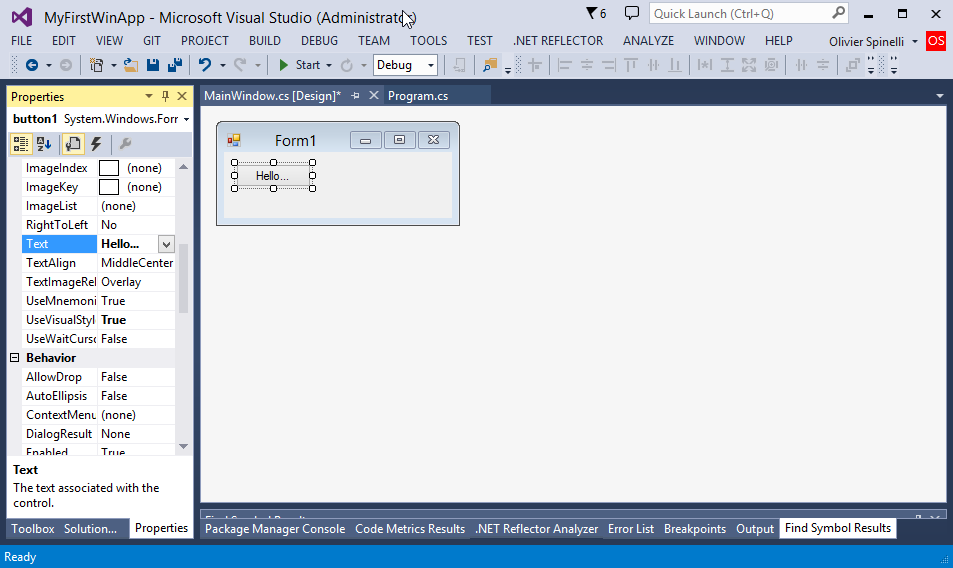 MyFirstWinApp - Microsoft Visual Studio (Administrator)
6
Quick Launch (Ctrl+Q)
FILE EDIT VIEW GIT PROJECT BUILD DEBUG TEAM TOOLS TEST .NET REFLECTOR ANALYZE WINDOW HELP Olivier Spinelli OS
Start Debug
Properties
button1 System.Windows.Forr
ImageIndex (none)
ImageKey (none)
ImageList (none)
RightToLeft No
Text Hello...
TextAlign MiddleCenter
TextImageRel Overlay
UseMnemoni True
UseVisualStyl True
UseWaitCurso False
Behavior
AllowDrop False
AutoEllipsis False
ContextMenu (none)
DialogResult None
Enabled True
Text
The text associated with the
control.
Toolbox Solution... Properties
MainWindow.cs [Design]* Program.cs
Form1
Hello...
Find Symbol Results
Package Manager Console Code Metrics Results .NET Reflector Analyzer Error List Breakpoints Output Find Symbol Results
Ready